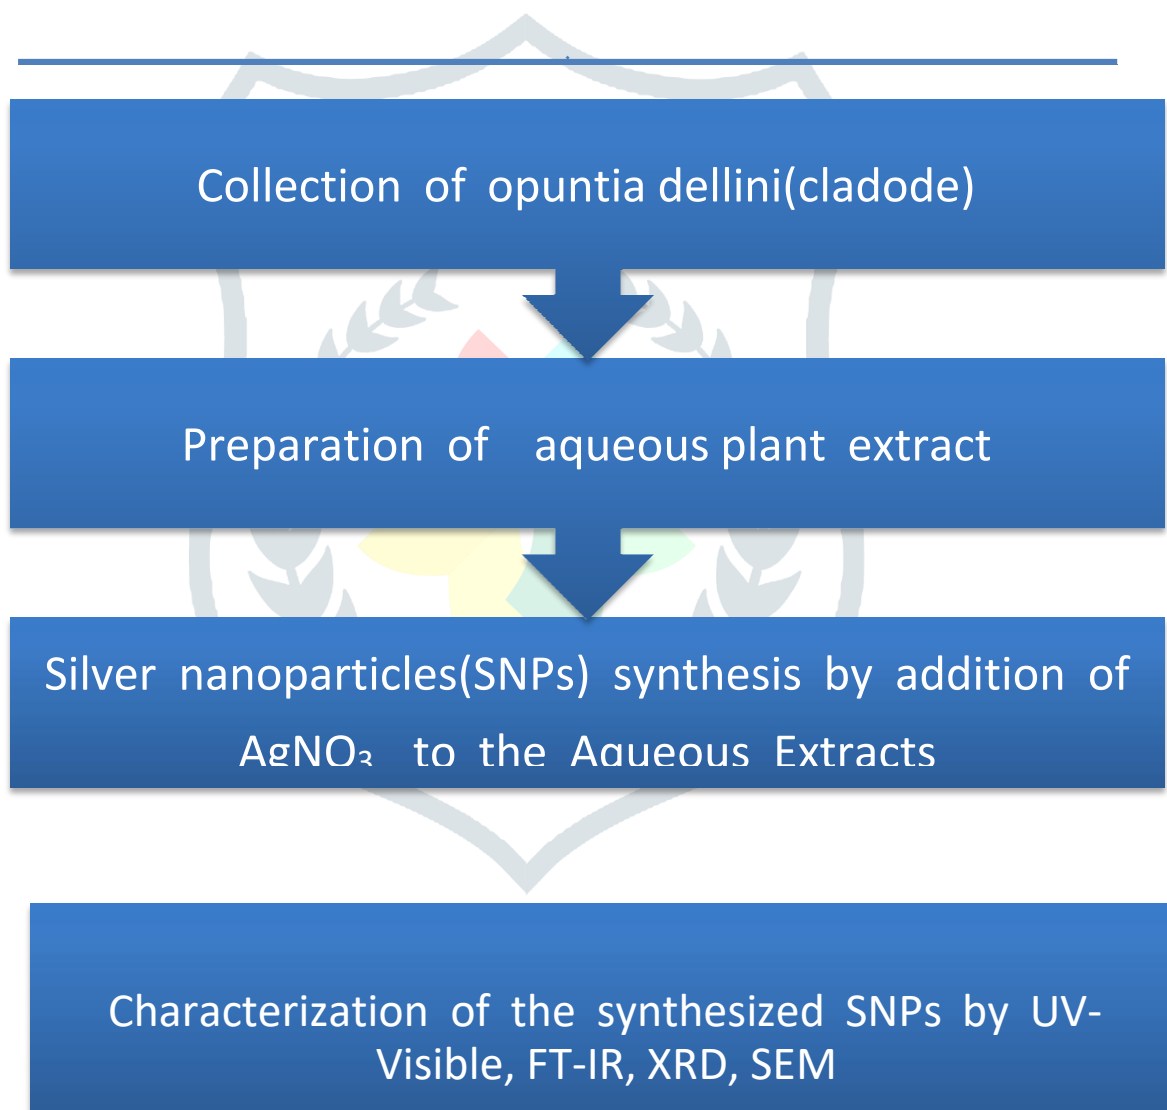 Collection of opuntia dellini(cladode)
Preparation of aqueous plant extract
Silver nanoparticles(SNPs) synthesis by addition of
AgNO₃ to the Aqueous Extracts
Characterization of the synthesized SNPs by UV-
Visible, FT-IR, XRD, SEM